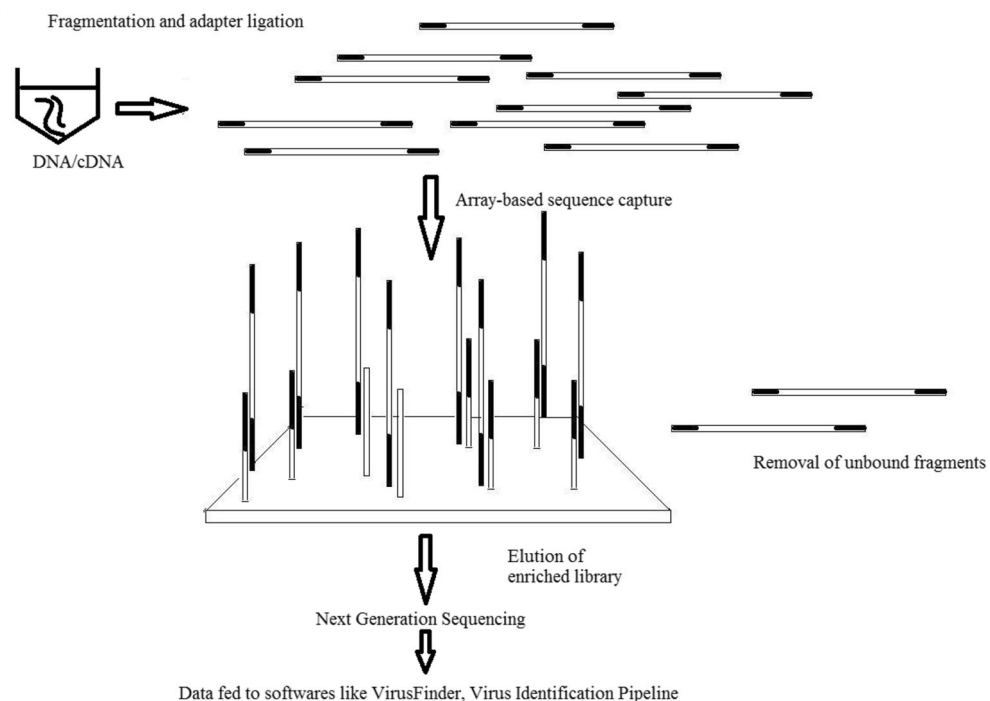 Fragmentation and adapter ligation
DNA/cDNA
Array-based sequence capture
Removal of unbound fragments
Elution of
enriched library
Next Generation Sequencing
Data fed to softwares like VirusFinder, Virus Identification Pipeline